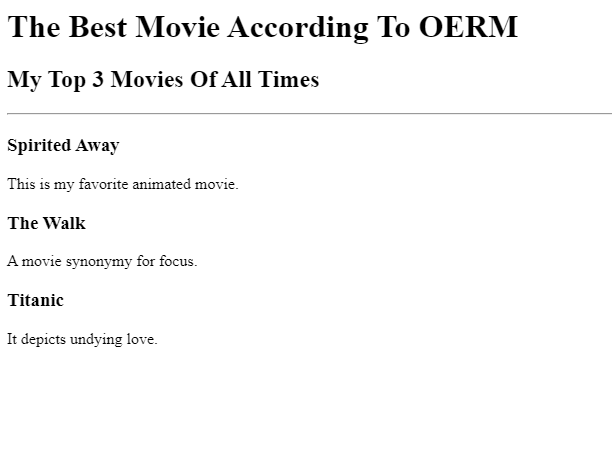 The Best Movie According To OERM
My Top 3 Movies Of All Times
Spirited Away
This is my favorite animated movie.
The Walk
A movie synonymy for focus.
Titanic
It depicts undying love.